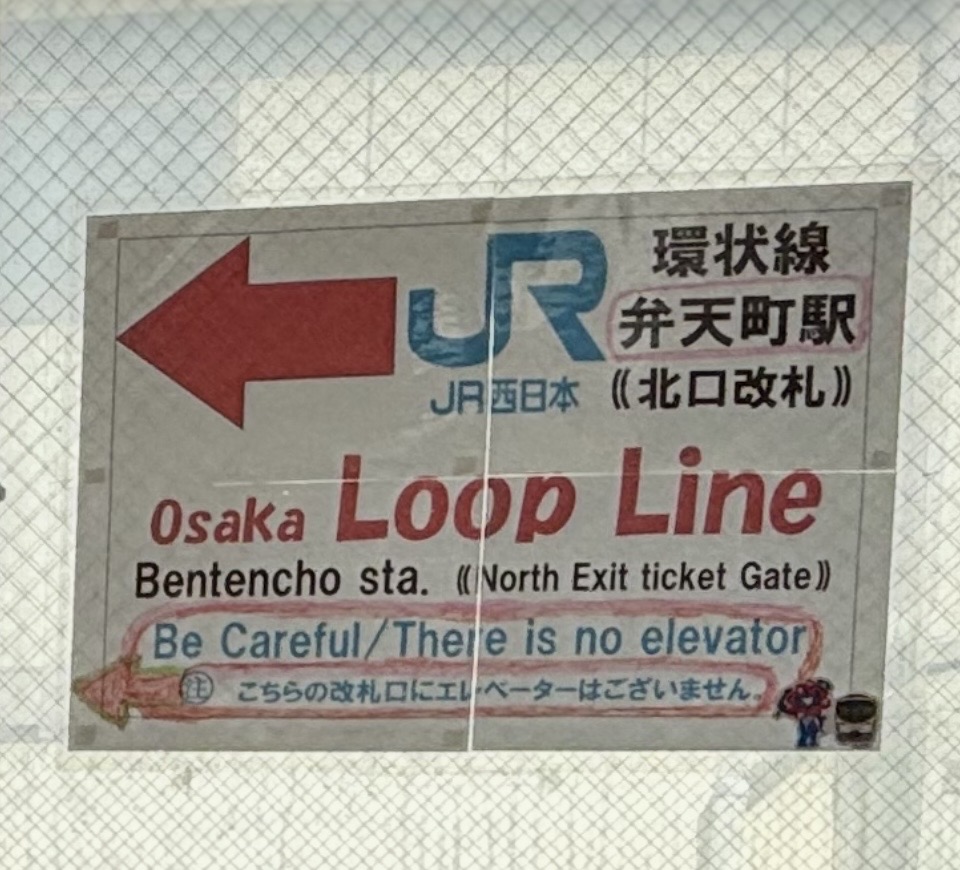 JR
JR西日本
環状線
弁天町駅
《北口改札》
Osaka Loop Line
Bentencho sta. 《North Exit ticket Gate》
Be Careful/There is no elevator
㊟ こちらの改札口にエレベーターはございません。